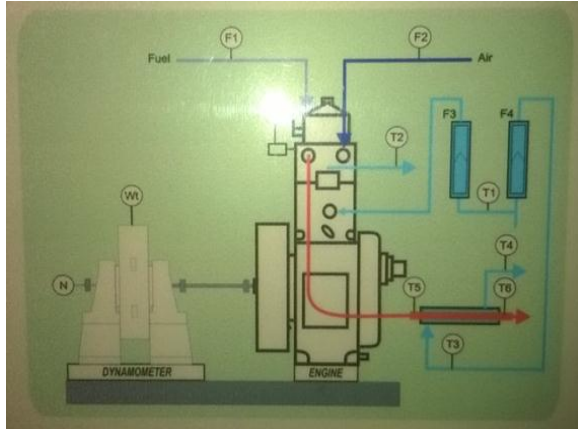 F1
F2
Fuel
Air
F3
F4
T2
T1
Wt
T4
N
T5
T6
T3
DYNAMOMETER
ENGINE